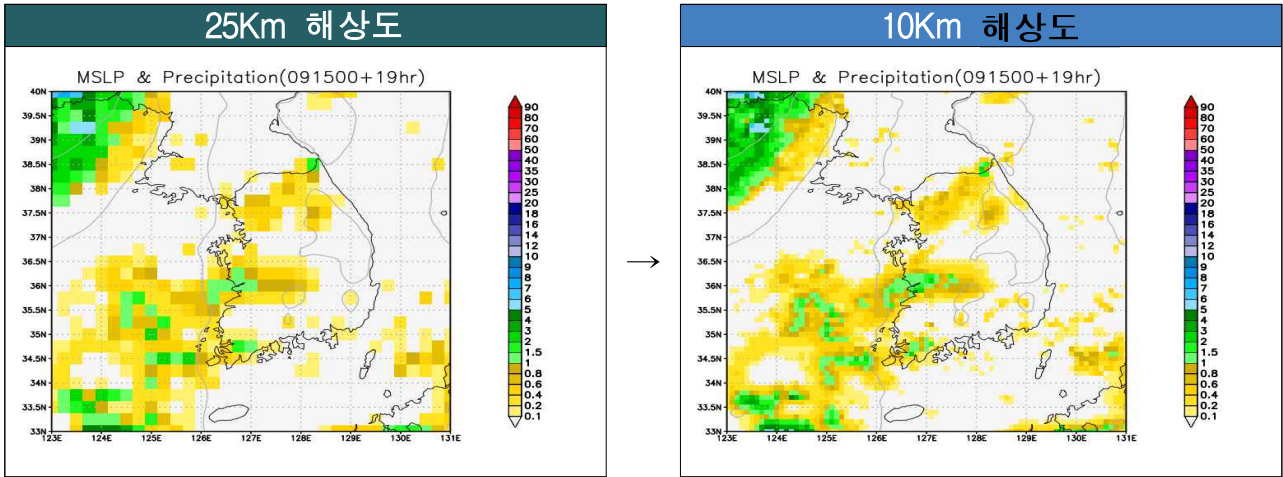 25Km 해상도
MSLP & Precipitation(091500+19hr)
40N
39.5N
39N
38.5N
38N
37.5N
37N
36.5N
36N
35.5N
35N
34.5N
34N
33.5N
33N
123E 124E 125E 126E 127E 128E 129E 130E 131E
90
80
70
60
50
40
35
30
25
20
18
16
14
12
10
9
8
7
6
5
4
3
2
1.5
1
0.8
0.6
0.4
0.2
0.1
→
10Km 해상도
MSLP & Precipitation(091500+19hr)
40N
39.5N
39N
38.5N
38N
37.5N
37N
36.5N
36N
35.5N
35N
34.5N
34N
33.5N
33N
123E 124E 125E 126E 127E 128E 129E 130E 131E
90
80
70
60
50
40
35
30
25
20
18
16
14
12
10
9
8
7
6
5
4
3
2
1.5
1
0.8
0.6
0.4
0.2
0.1